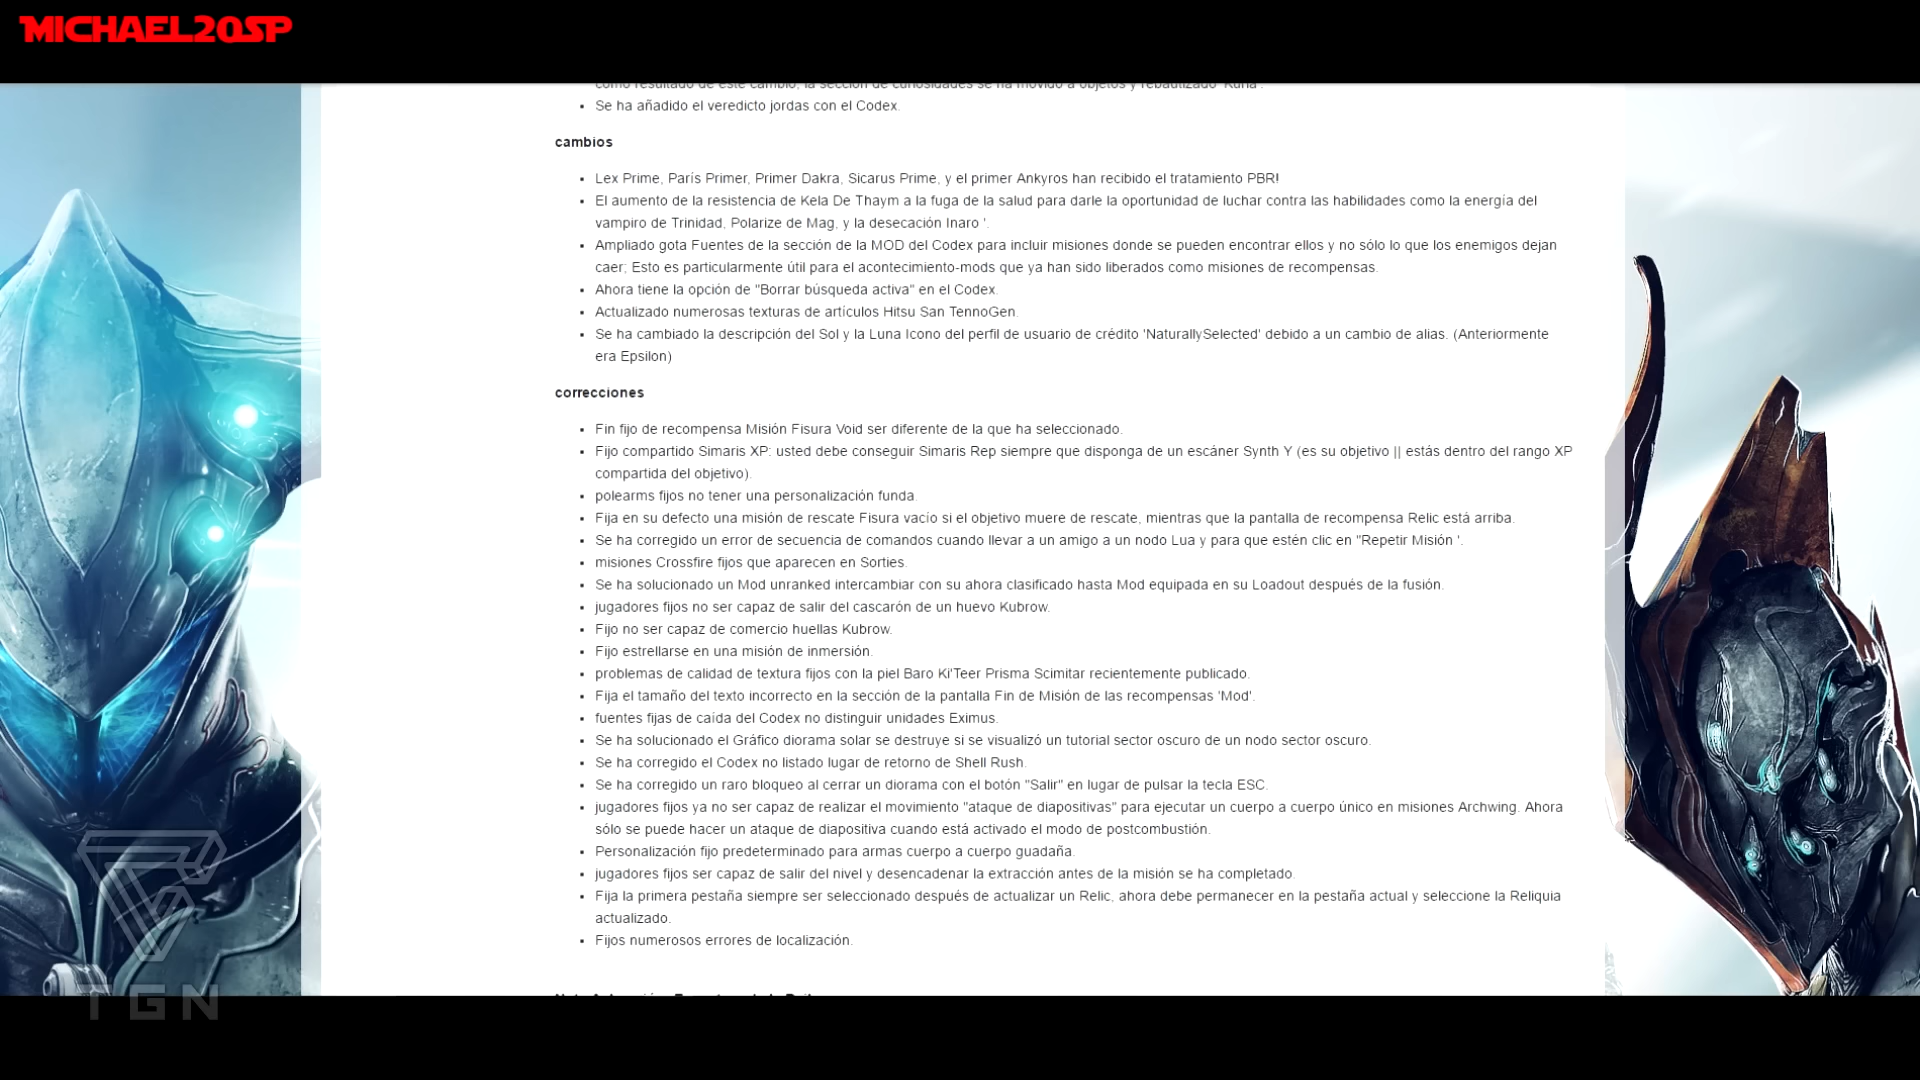 MICHAEL20SP
como resultado de este cambio, la sección de curiosidades se ha movido a objetos y rebautizado 'Kuria'.
Se ha añadido el veredicto jordas con el Codex.
cambios
Lex Prime, París Primer, Primer Dakra, Sicarus Prime, y el primer Ankyros han recibido el tratamiento PBR!
El aumento de la resistencia de Kela De Thaym a la fuga de la salud para darle la oportunidad de luchar contra las habilidades como la energía del
vampiro de Trinidad, Polarize de Mag, y la desecación Inaro '.
Ampliado gota Fuentes de la sección de la MOD del Codex para incluir misiones donde se pueden encontrar ellos y no sólo lo que los enemigos dejan
caer; Esto es particularmente útil para el acontecimiento-mods que ya han sido liberados como misiones de recompensas.
Ahora tiene la opción de "Borrar búsqueda activa" en el Codex.
Actualizado numerosas texturas de artículos Hitsu San TennoGen.
Se ha cambiado la descripción del Sol y la Luna Icono del perfil de usuario de crédito 'NaturallySelected' debido a un cambio de alias. (Anteriormente
era Epsilon)
correcciones
Fin fijo de recompensa Misión Fisura Void ser diferente de la que ha seleccionado.
Fijo compartido Simaris XP: usted debe conseguir Simaris Rep siempre que disponga de un escáner Synth Y (es su objetivo || estás dentro del rango XP
compartida del objetivo).
polearms fijos no tener una personalización funda.
Fija en su defecto una misión de rescate Fisura vacío si el objetivo muere de rescate, mientras que la pantalla de recompensa Relic está arriba.
Se ha corregido un error de secuencia de comandos cuando llevar a un amigo a un nodo Lua y para que estén clic en "Repetir Misión '.
misiones Crossfire fijos que aparecen en Sorties.
Se ha solucionado un Mod unranked intercambiar con su ahora clasificado hasta Mod equipada en su Loadout después de la fusión.
jugadores fijos no ser capaz de salir del cascarón de un huevo Kubrow.
Fijo no ser capaz de comercio huellas Kubrow.
Fijo estrellarse en una misión de inmersión.
problemas de calidad de textura fijos con la piel Baro Ki'Teer Prisma Scimitar recientemente publicado.
Fija el tamaño del texto incorrecto en la sección de la pantalla Fin de Misión de las recompensas 'Mod'.
fuentes fijas de caída del Codex no distinguir unidades Eximus.
Se ha solucionado el Gráfico diorama solar se destruye si se visualizó un tutorial sector oscuro de un nodo sector oscuro.
Se ha corregido el Codex no listado lugar de retorno de Shell Rush.
Se ha corregido un raro bloqueo al cerrar un diorama con el botón "Salir" en lugar de pulsar la tecla ESC.
jugadores fijos ya no ser capaz de realizar el movimiento "ataque de diapositivas" para ejecutar un cuerpo a cuerpo único en misiones Archwing. Ahora
sólo se puede hacer un ataque de diapositiva cuando está activado el modo de postcombustión.
Personalización fijo predeterminado para armas cuerpo a cuerpo guadaña.
jugadores fijos ser capaz de salir del nivel y desencadenar la extracción antes de la misión se ha completado.
Fija la primera pestaña siempre ser seleccionado después de actualizar un Relic, ahora debe permanecer en la pestaña actual y seleccione la Reliquia
actualizado.
Fijos numerosos errores de localización.
TGN